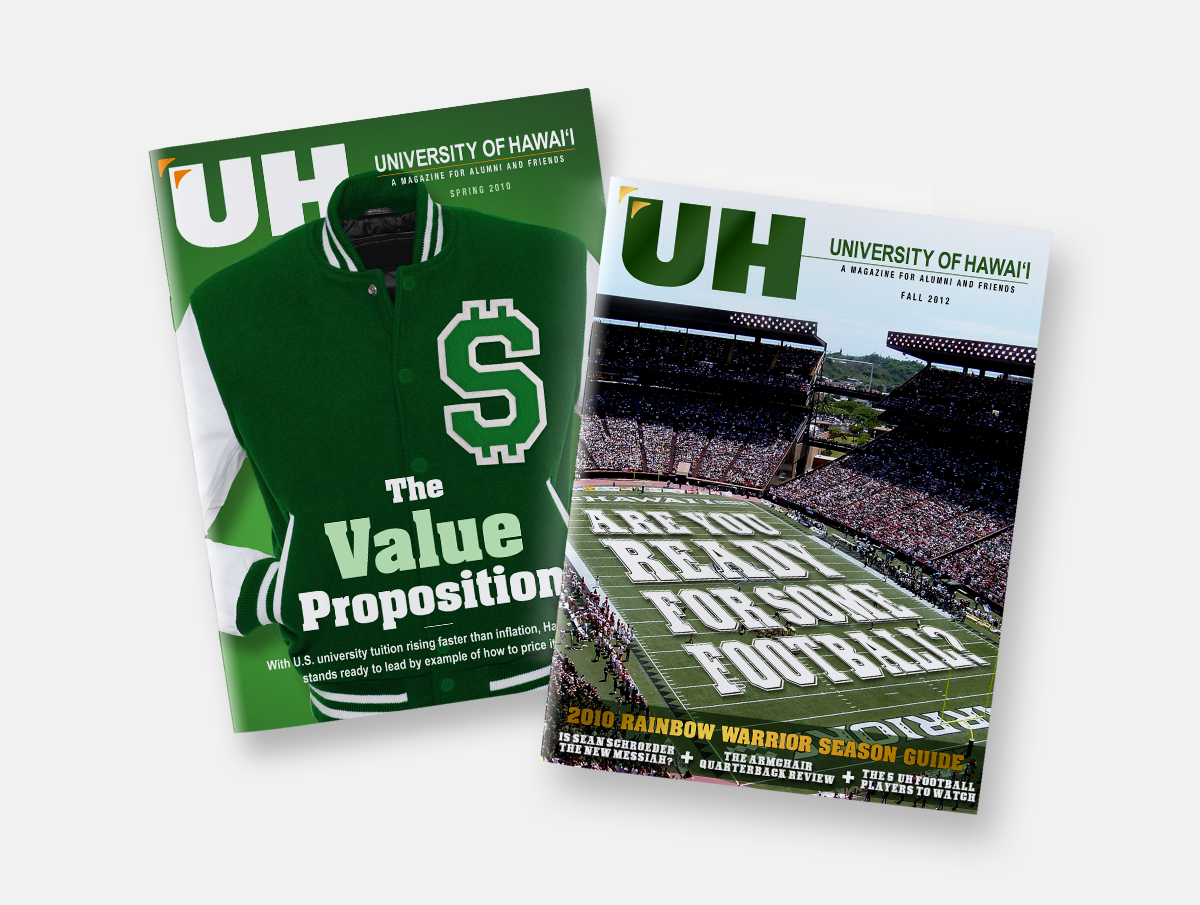 UH
UNIVERSITY OF HAWAI‘I
A MAGAZINE FOR ALUMNI AND FRIENDS
SPRING 2010
$
The
Value
Proposition
With U.S. university tuition rising faster than inflation, Ha
stands ready to lead by example of how to price i
UH
UNIVERSITY OF HAWAI‘I
A MAGAZINE FOR ALUMNI AND FRIENDS
FALL 2012
HAWAI‘I
ARE YOU
READY
FOR SOME
FOOTBALL?
2010 RAINBOW WARRIOR SEASON GUIDE
IS SEAN SCHROEDER
THE NEW MESSIAH?
+
THE ARMCHAIR
QUARTERBACK REVIEW
+
THE 5 UH FOOTBALL
PLAYERS TO WATCH